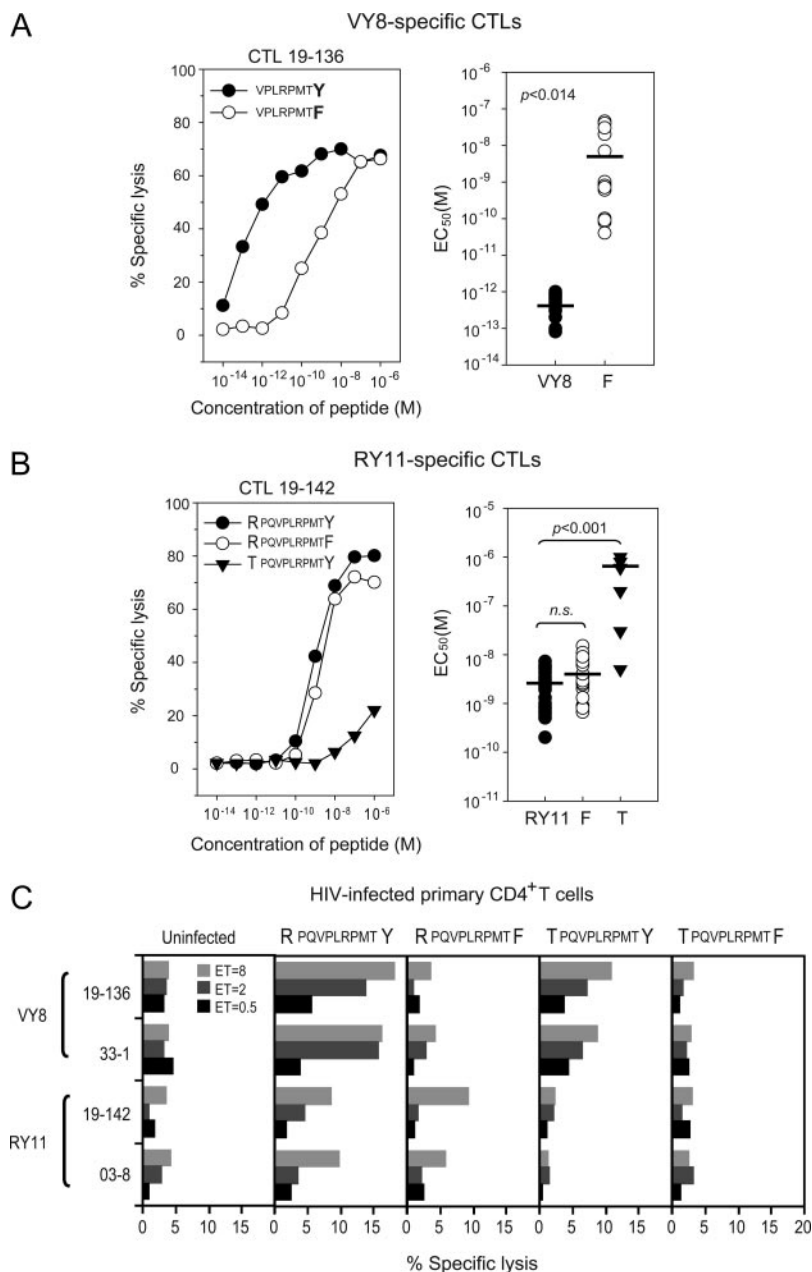 A
VY8-specific CTLs
CTL 19-136
VPLRPMTY
VPLRPMTF
% Specific lysis
100
80
60
40
20
0
10⁻¹⁴ 10⁻¹² 10⁻¹⁰ 10⁻⁸ 10⁻⁶
Concentration of peptide (M)
p<0.014
EC₅₀(M)
10⁻⁶
10⁻⁷
10⁻⁸
10⁻⁹
10⁻¹⁰
10⁻¹¹
10⁻¹²
10⁻¹³
10⁻¹⁴
VY8 F
B
RY11-specific CTLs
CTL 19-142
RPQVPLRPMTY
RPQVPLRPMTF
TPQVPLRPMTY
% Specific lysis
100
80
60
40
20
0
10⁻¹⁴ 10⁻¹² 10⁻¹⁰ 10⁻⁸ 10⁻⁶
Concentration of peptide (M)
p<0.001
n.s.
EC₅₀(M)
10⁻⁵
10⁻⁶
10⁻⁷
10⁻⁸
10⁻⁹
10⁻¹⁰
10⁻¹¹
RY11 F T
C
HIV-infected primary CD4⁺ T cells
Uninfected RPQVPLRPMTY RPQVPLRPMTF TPQVPLRPMTY TPQVPLRPMTF
ET=8
ET=2
ET=0.5
VY8
19-136
33-1
RY11
19-142
03-8
0 5 10 15 0 5 10 15 0 5 10 15 0 5 10 15 0 5 10 15 20
% Specific lysis